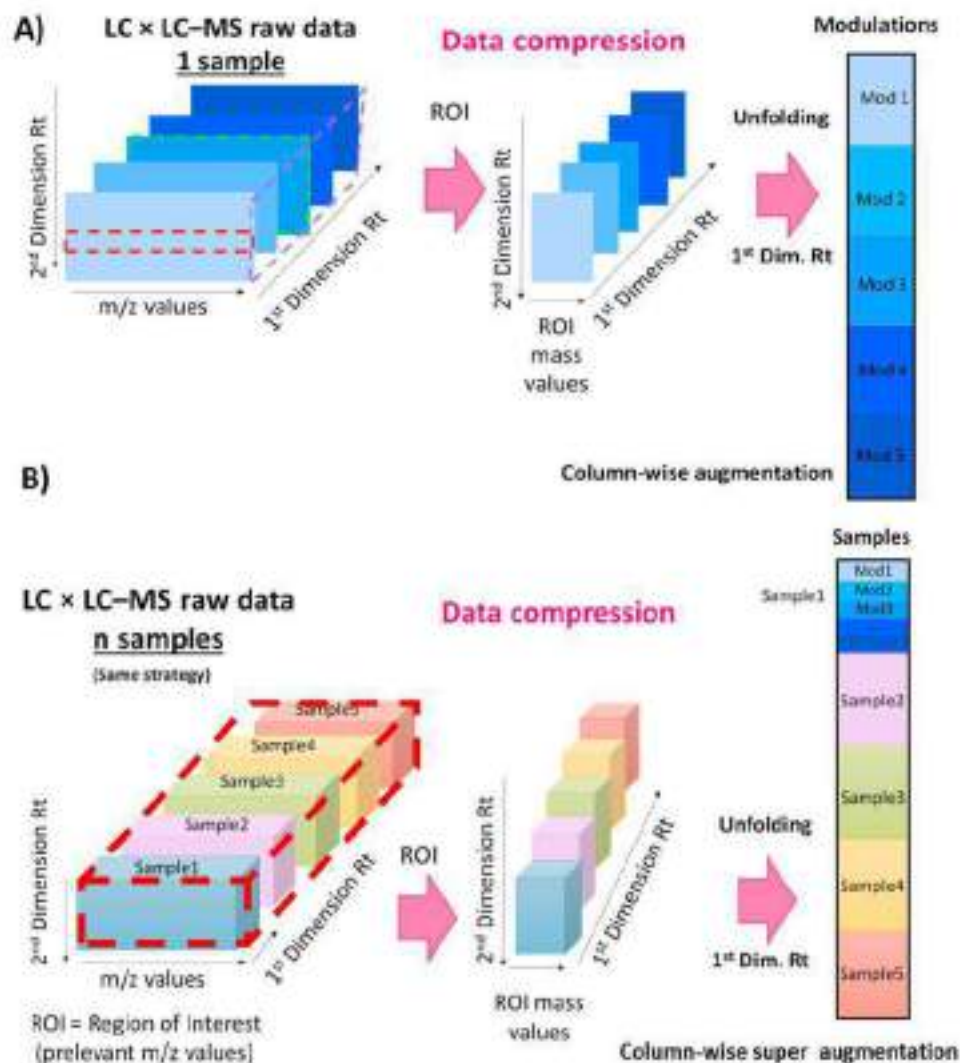 A)
LC × LC–MS raw data
1 sample
Data compression
Modulations
2nd Dimension Rt
m/z values
1st Dimension Rt
ROI
2nd Dimension Rt
ROI
mass
values
1st Dimension Rt
Unfolding
1st Dim. Rt
Mod 1
Mod 2
Mod 3
Mod 4
Mod 5
Column-wise augmentation
B)
LC × LC–MS raw data
n samples
(Same strategy)
Data compression
Samples
Sample1
Mod1
Mod2
Mod3
Sample2
Sample3
Sample4
Sample5
2nd Dimension Rt
Sample1
Sample2
Sample3
Sample4
Sample5
m/z values
1st Dimension Rt
ROI
2nd Dimension Rt
ROI mass
values
1st Dimension Rt
Unfolding
1st Dim. Rt
ROI = Region of Interest
(prelevant m/z values]
Column-wise super augmentation